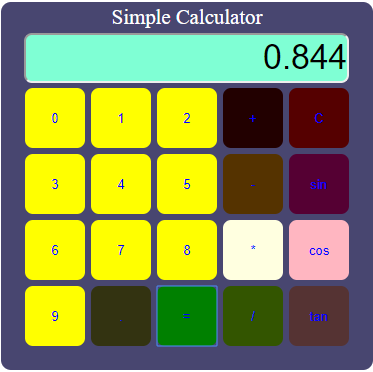 Simple Calculator
0.844
0 1 2 + C
3 4 5 - sin
6 7 8 * cos
9 . = / tan